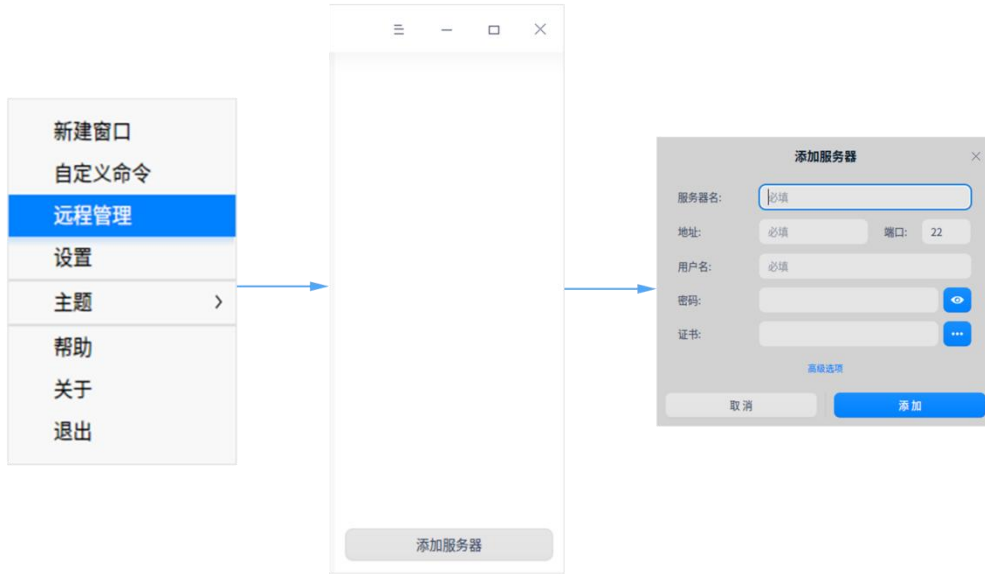 新建窗口
自定义命令
远程管理
设置
主题
帮助
关于
退出
添加服务器
添加服务器
服务器名: 必填
地址: 必填 端口: 22
用户名: 必填
密码:
证书:
高级选项
取消 添加